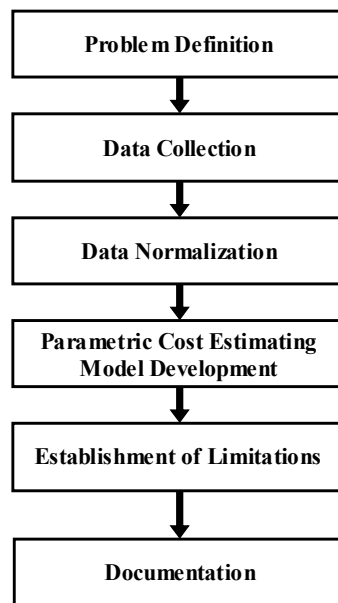 Problem Definition
Data Collection
Data Normalization
Parametric Cost Estimating
Model Development
Establishment of Limitations
Documentation